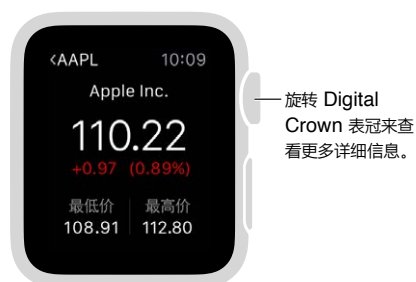 <AAPL 10:09
Apple Inc.
110.22
+0.97 (0.89%)
最低价 最高价
108.91 112.80
旋转 Digital
Crown 表冠来查
看更多详细信息。